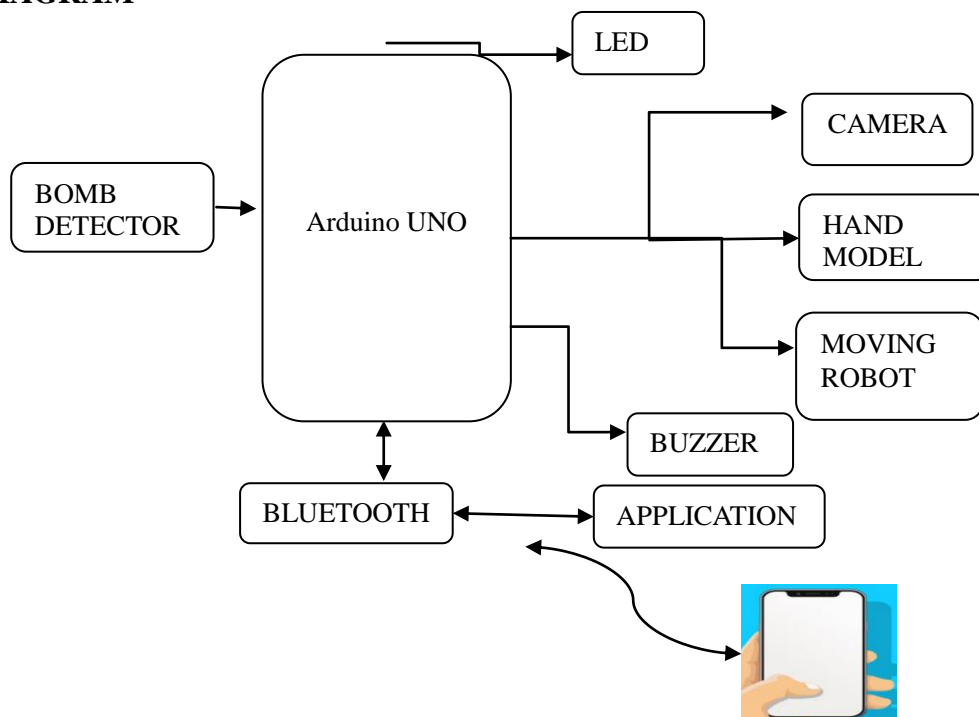 LED
CAMERA
BOMB
DETECTOR
Arduino UNO
HAND
MODEL
MOVING
ROBOT
BUZZER
BLUETOOTH
APPLICATION